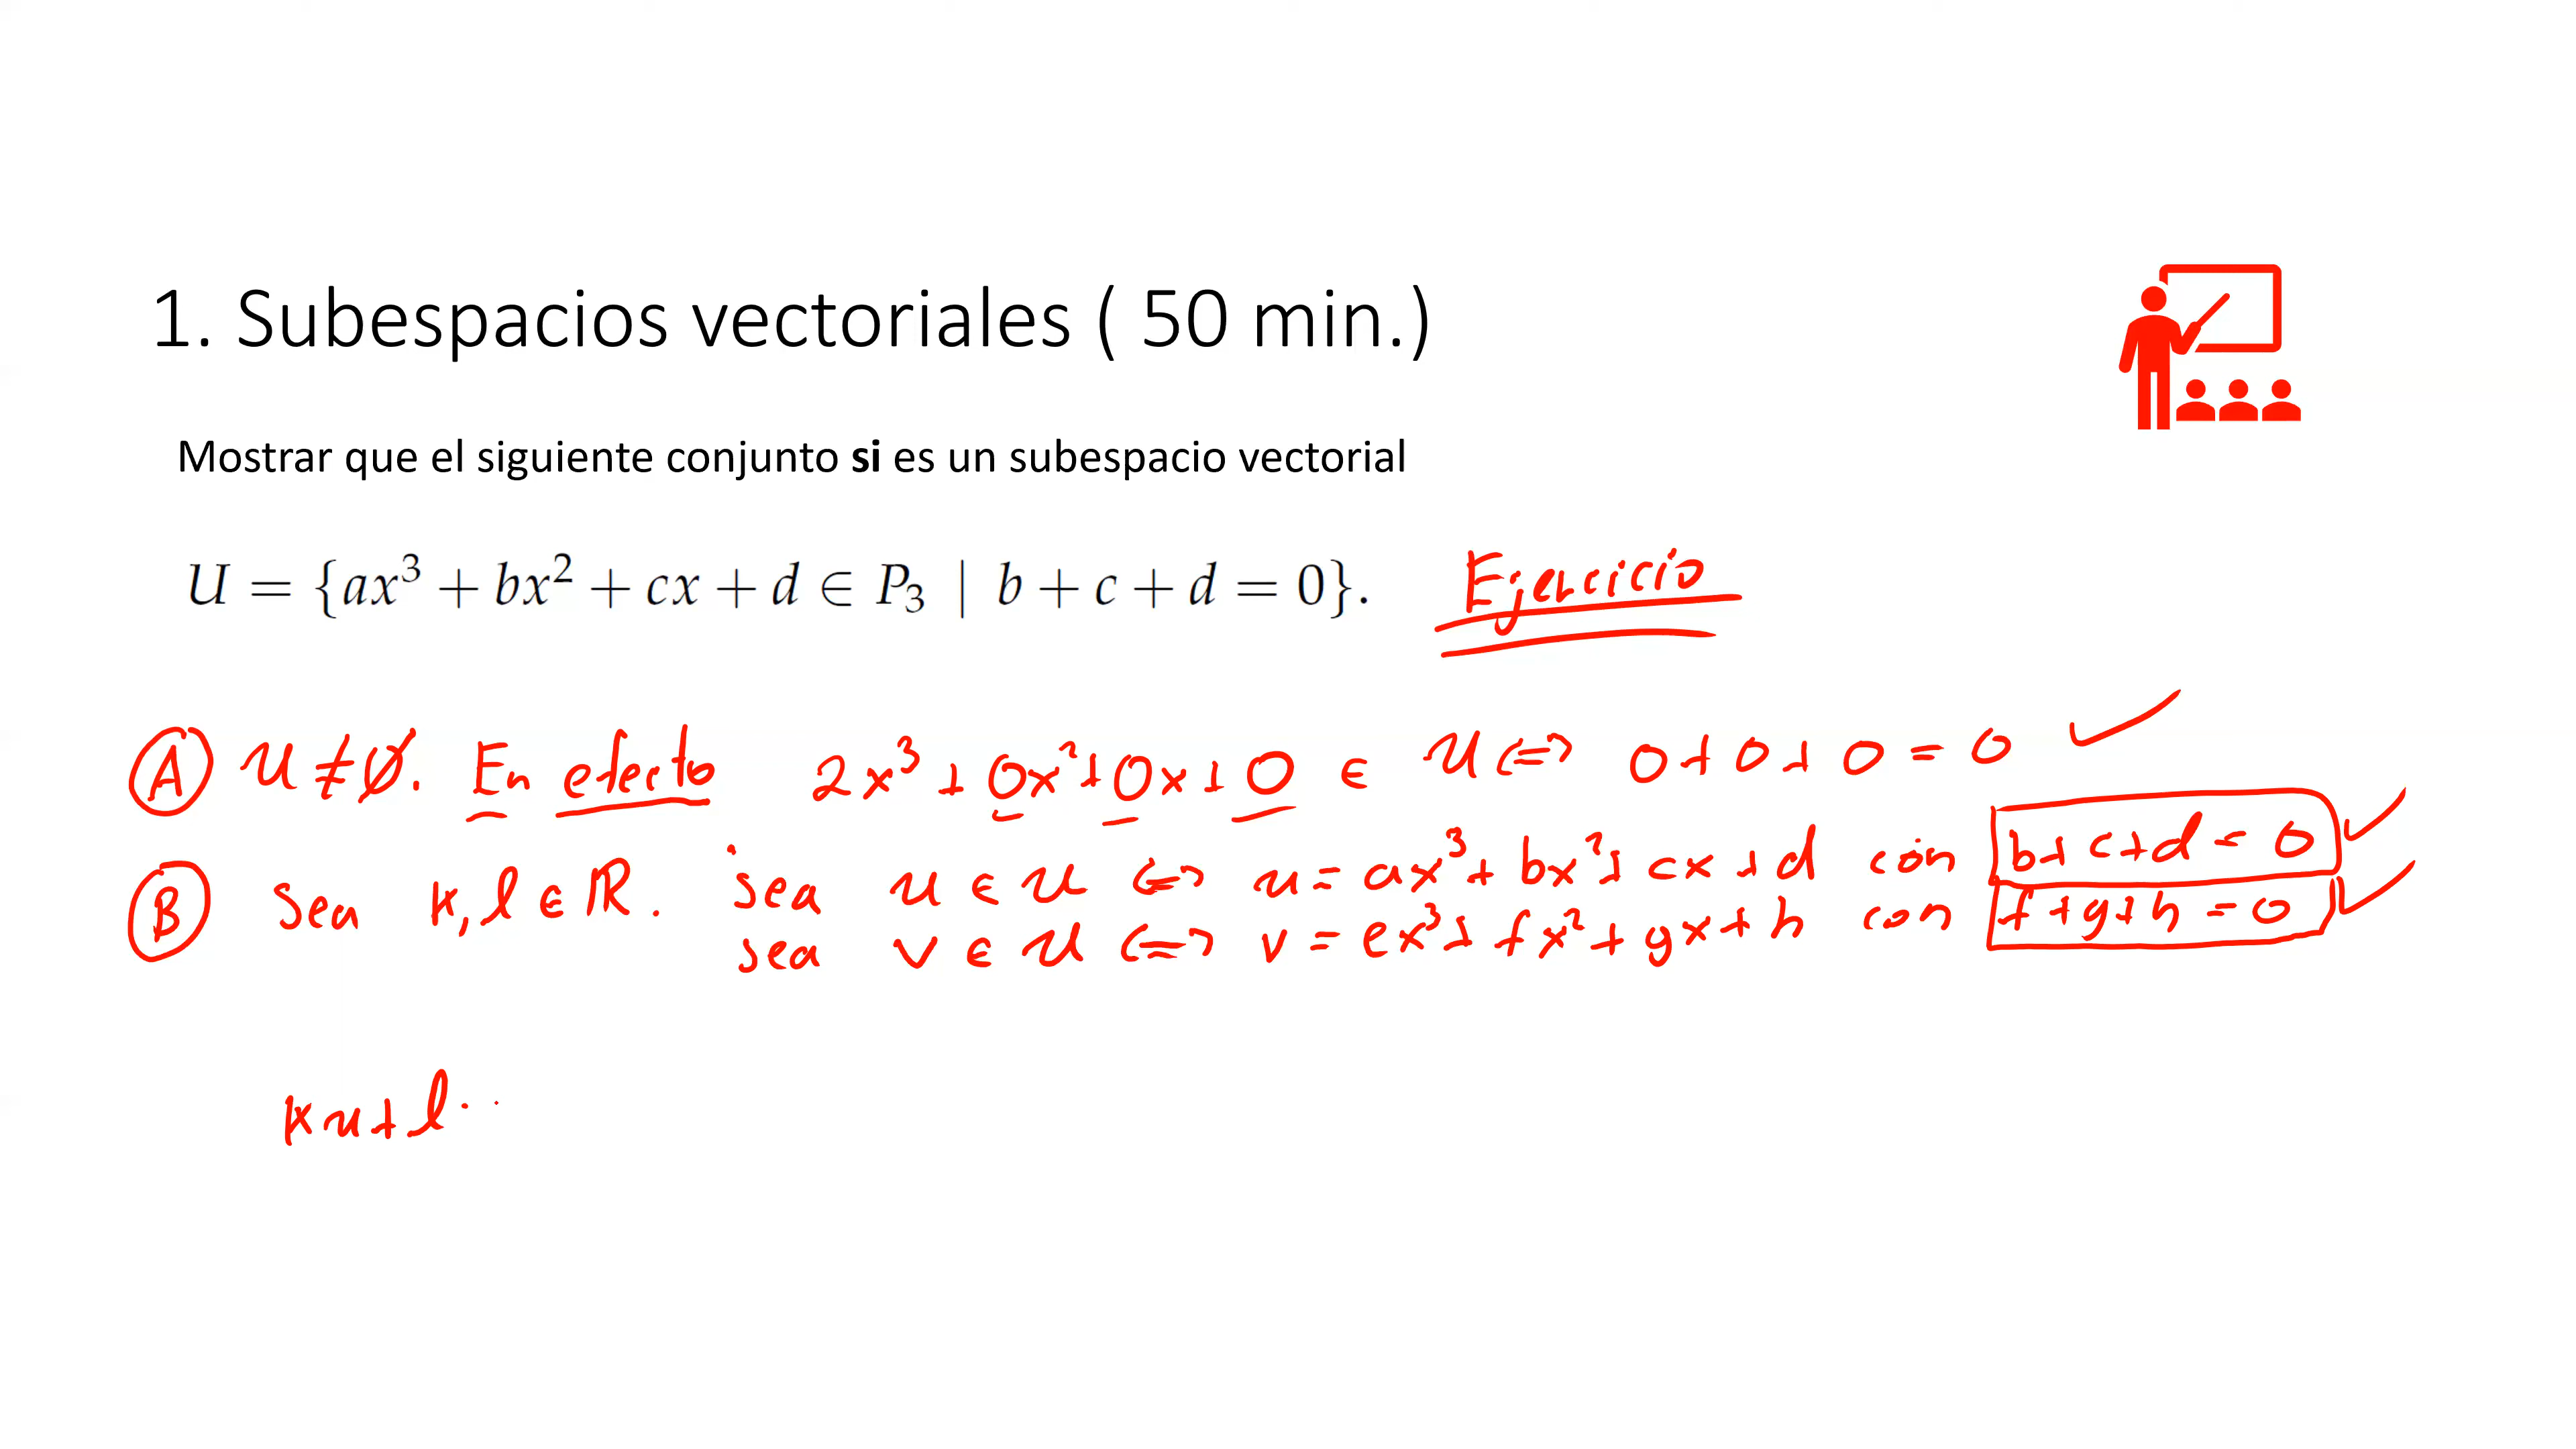 1. Subespacios vectoriales ( 50 min.)
Mostrar que el siguiente conjunto si es un subespacio vectorial
U = {ax³ + bx² + cx + d ∈ P₃ | b + c + d = 0}. Ejercicio
Ⓐ U ≠ ∅. En efecto 2x³ + 0x² + 0x + 0 ∈ U ⟺ 0 + 0 + 0 = 0 ✓
Ⓑ Sea k, l ∈ ℝ. sea u ∈ U ⟺ u = ax³ + bx² + cx + d con b + c + d = 0 ✓
sea v ∈ U ⟺ v = ex³ + fx² + gx + h con f + g + h = 0 ✓
ku + l·